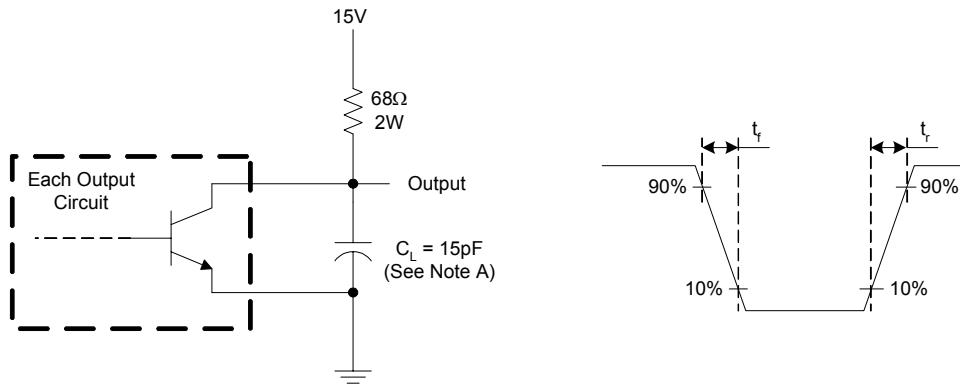 15V
68Ω
2W
Each Output
Circuit
Output
C_L = 15pF
(See Note A)
t_f
t_r
90%
90%
10%
10%